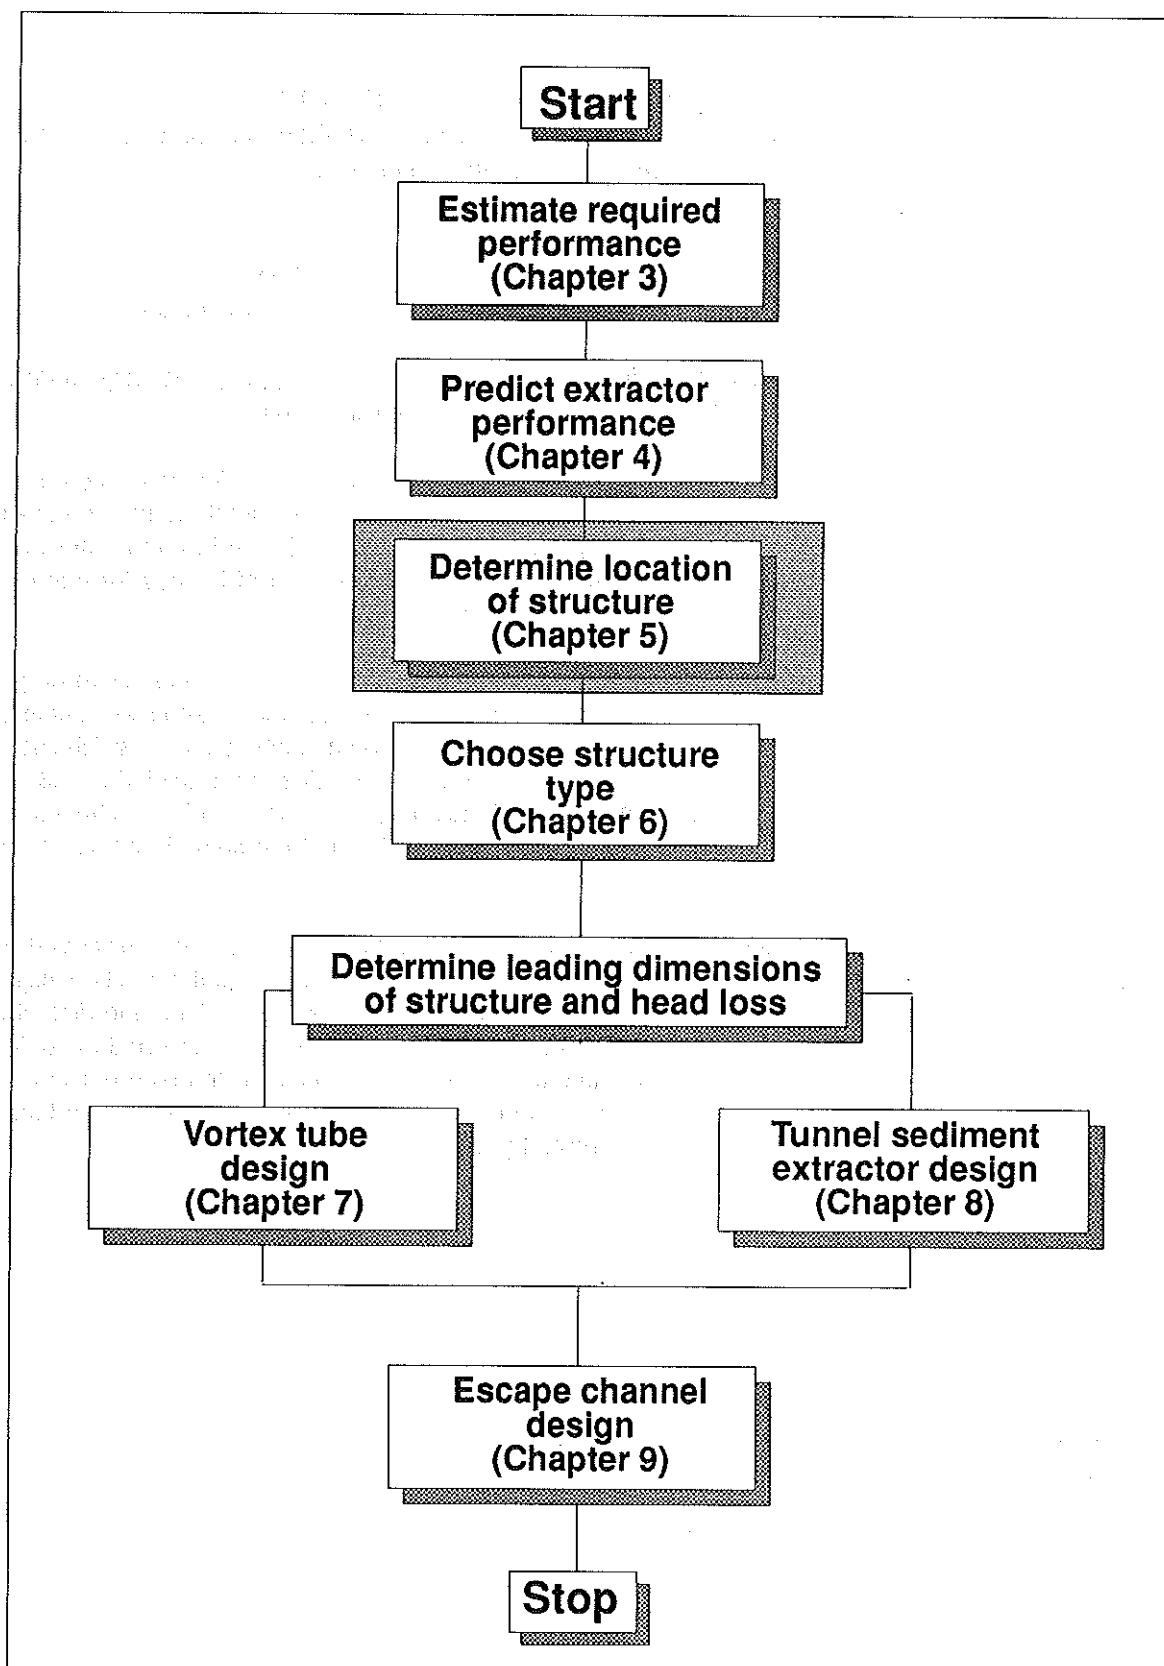 Start
Estimate required
performance
(Chapter 3)
Predict extractor
performance
(Chapter 4)
Determine location
of structure
(Chapter 5)
Choose structure
type
(Chapter 6)
Determine leading dimensions
of structure and head loss
Vortex tube
design
(Chapter 7)
Tunnel sediment
extractor design
(Chapter 8)
Escape channel
design
(Chapter 9)
Stop